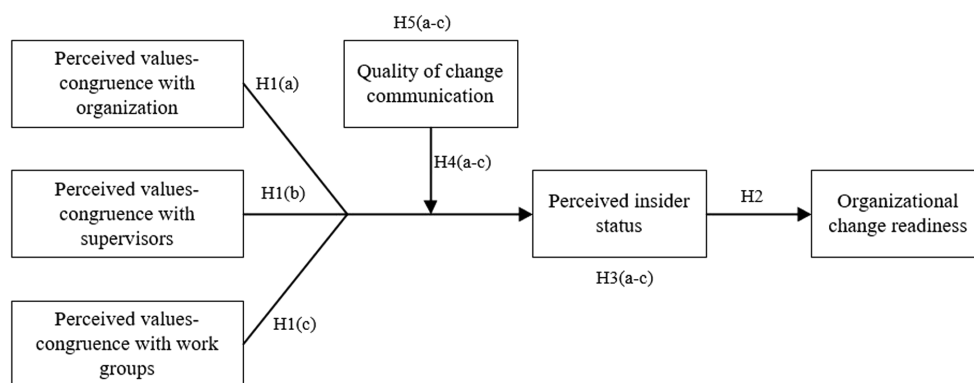 H5(a-c)
Perceived values-
congruence with
organization
H1(a)
Quality of change
communication
H4(a-c)
Perceived values-
congruence with
supervisors
H1(b)
Perceived insider
status
H2
Organizational
change readiness
H3(a-c)
Perceived values-
congruence with work
groups
H1(c)